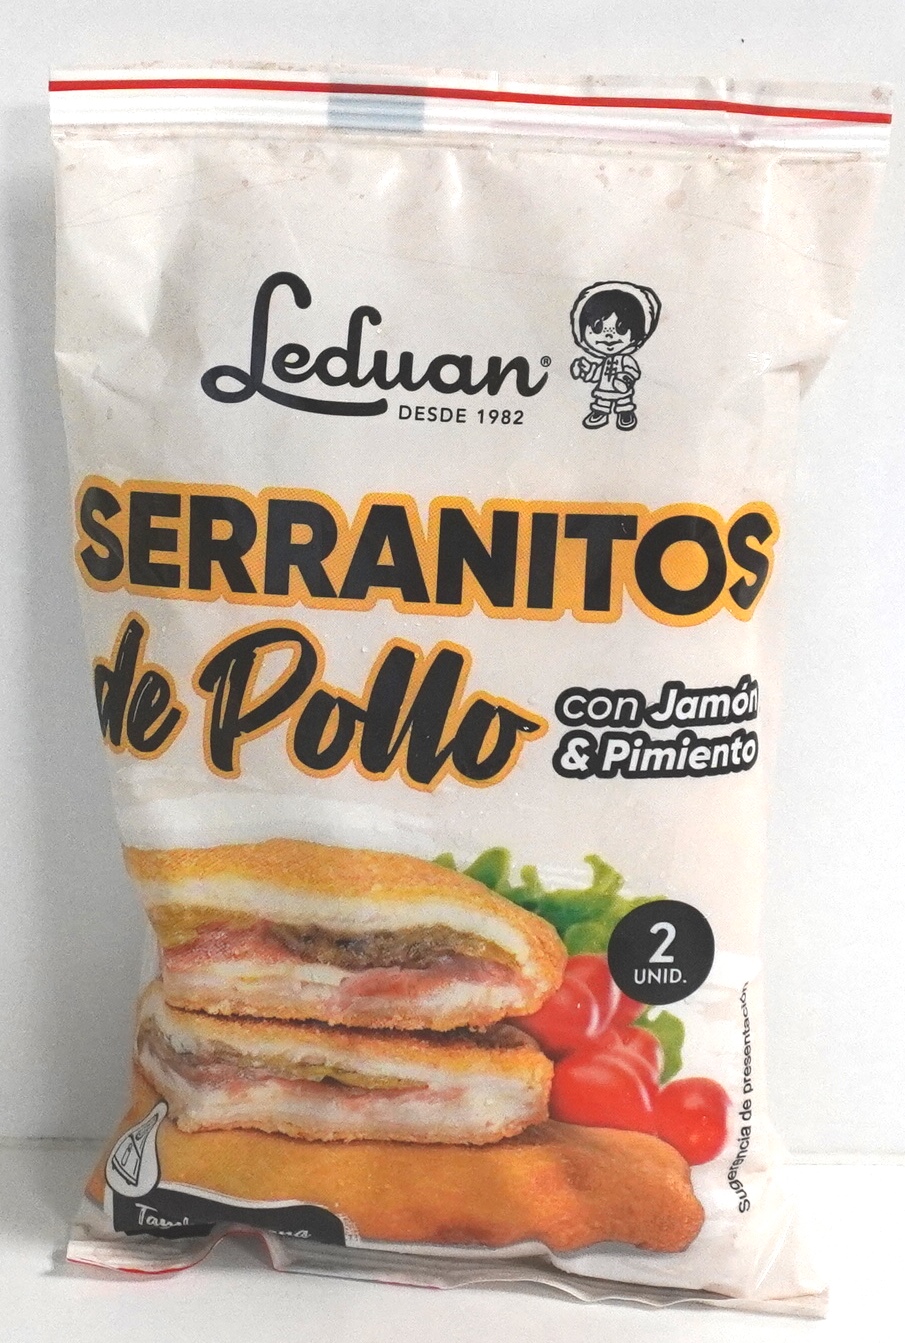 Leduan®
DESDE 1982
SERRANITOS
de Pollo
con Jamón
& Pimiento
2
UNID.
Sugerencia de presentación